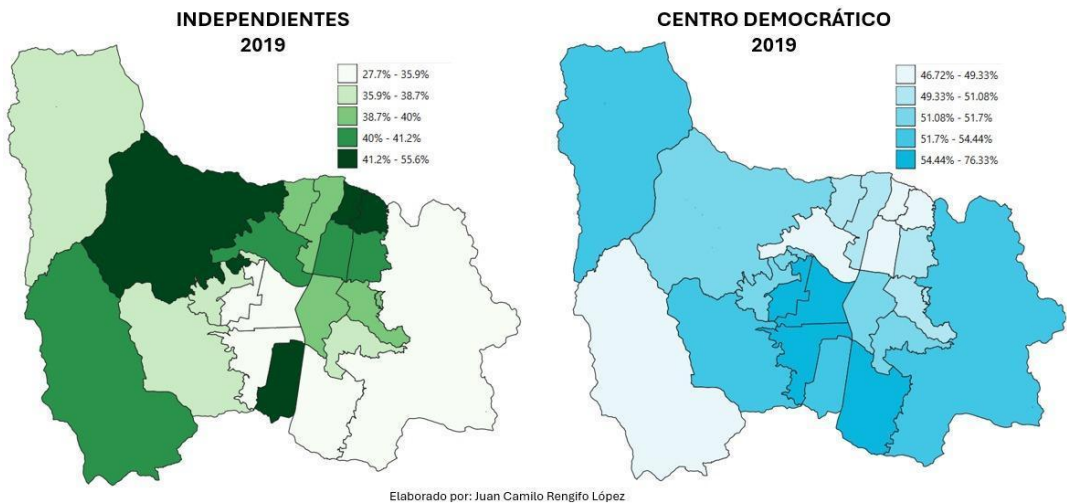 INDEPENDIENTES
2019
27.7% - 35.9%
35.9% - 38.7%
38.7% - 40%
40% - 41.2%
41.2% - 55.6%
CENTRO DEMOCRÁTICO
2019
46.72% - 49.33%
49.33% - 51.08%
51.08% - 51.7%
51.7% - 54.44%
54.44% - 76.33%
Elaborado por: Juan Camilo Rengifo López